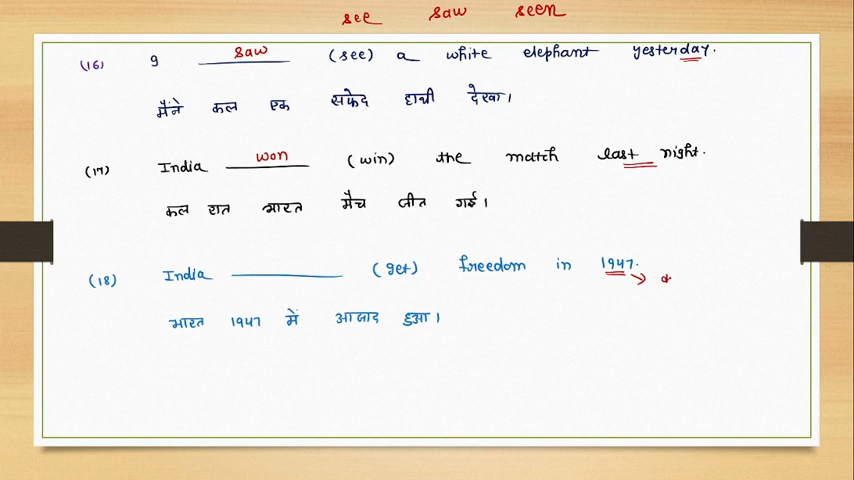 see saw seen
(16) I saw (see) a white elephant yesterday.
मैंने कल एक सफेद हाथी देखा।
(17) India won (win) the match last night.
कल रात भारत मैच जीत गई।
(18) India ________ (get) freedom in 1947.
भारत 1947 में आजाद हुआ।